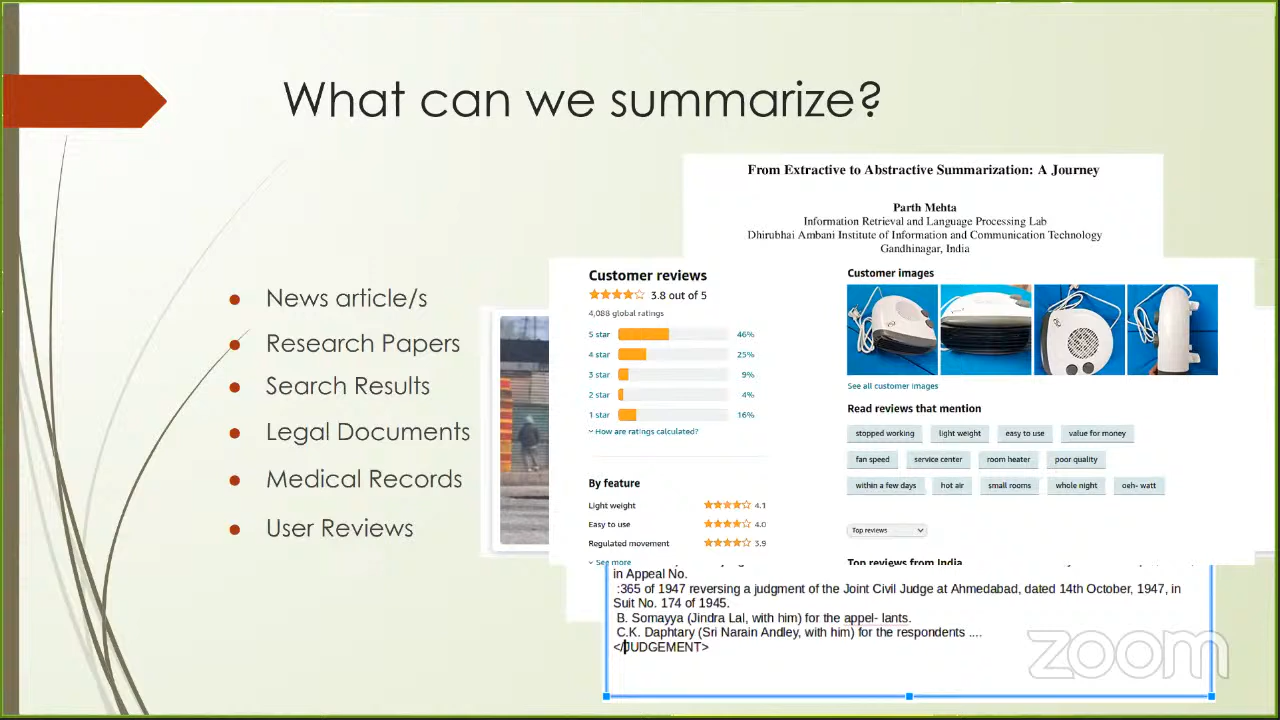 What can we summarize?
News article/s
Research Papers
Search Results
Legal Documents
Medical Records
User Reviews
From Extractive to Abstractive Summarization: A Journey
Parth Mehta
Information Retrieval and Language Processing Lab
Dhirubhai Ambani Institute of Information and Communication Technology
Gandhinagar, India
Customer reviews
3.8 out of 5
4,088 global ratings
5 star 46%
4 star 25%
3 star 9%
2 star 4%
1 star 16%
How are ratings calculated?
By feature
Light weight 4.1
Easy to use 4.0
Regulated movement 3.9
See more
Customer images
See all customer images
Read reviews that mention
stopped working light weight easy to use value for money
fan speed service center room heater poor quality
within a few days hot air small rooms whole night oeh- watt
Top reviews
Top reviews from India
in Appeal No.
:365 of 1947 reversing a judgment of the Joint Civil Judge at Ahmedabad, dated 14th October, 1947, in
Suit No. 174 of 1945.
B. Somayya (Jindra Lal, with him) for the appel- lants.
C.K. Daphtary (Sri Narain Andley, with him) for the respondents ....
</JUDGEMENT>
zoom